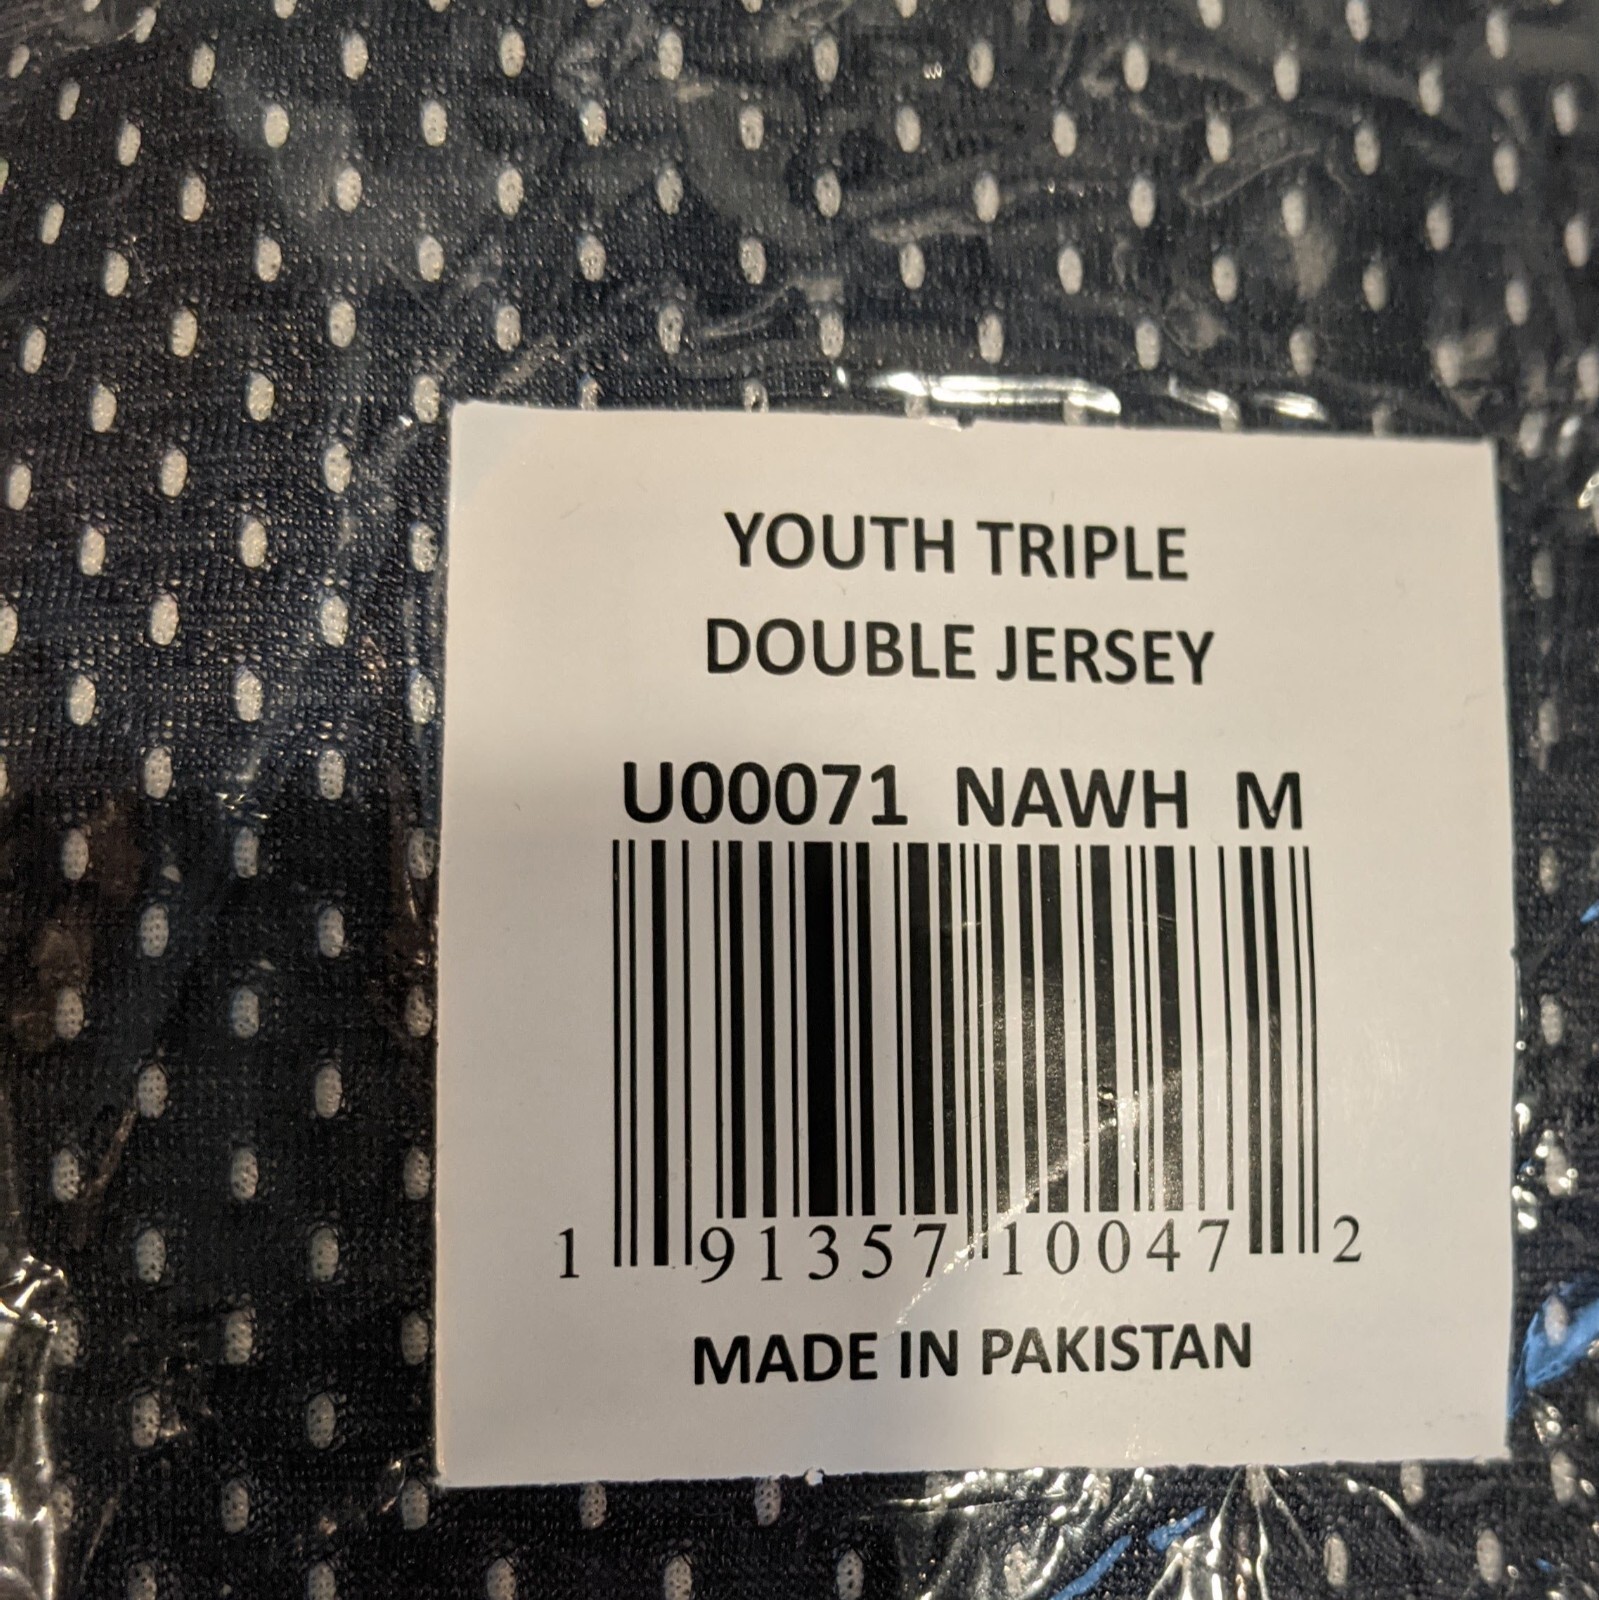 YOUTH TRIPLE
DOUBLE JERSEY
U00071 NAWH M
1 91357 10047 2
MADE IN PAKISTAN